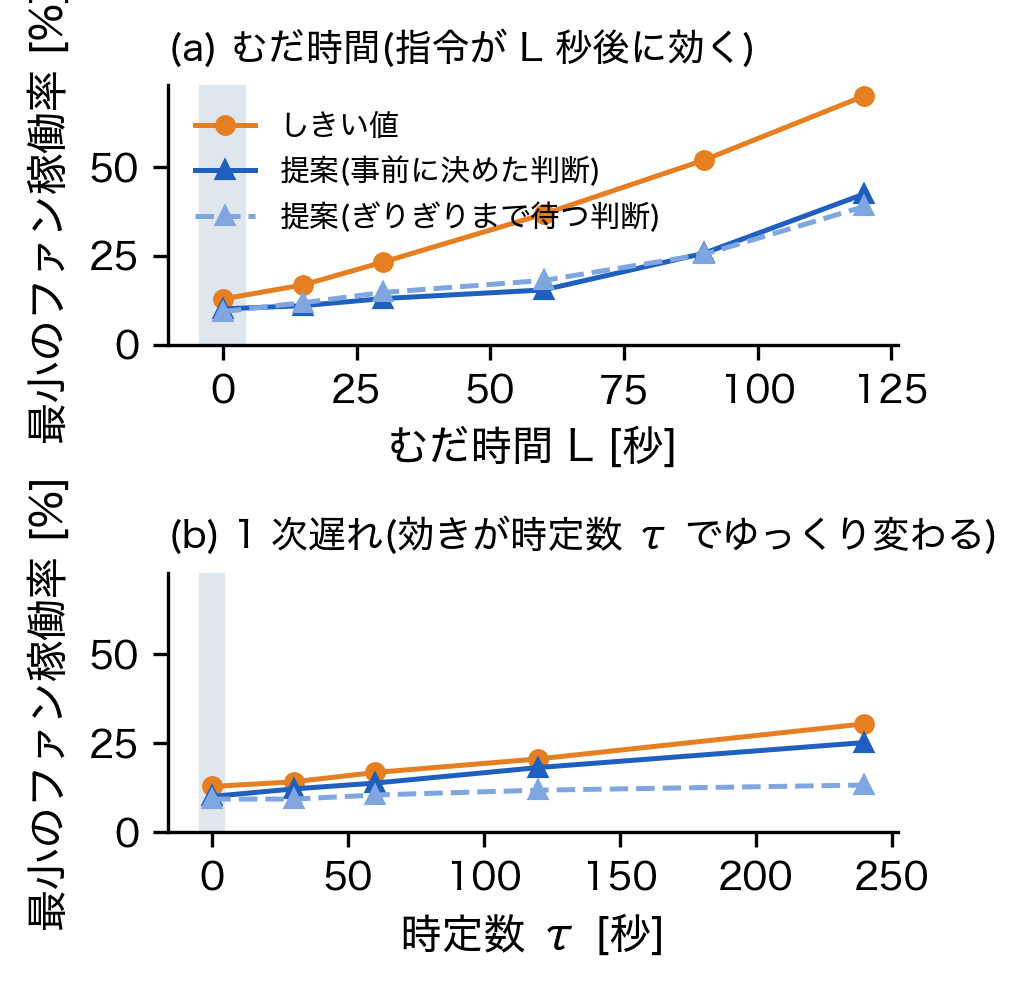 (a) むだ時間(指令が L 秒後に効く)
最小のファン稼働率 [%]
50
25
0
しきい値
提案(事前に決めた判断)
提案(ぎりぎりまで待つ判断)
0 25 50 75 100 125
むだ時間 L [秒]
(b) 1 次遅れ(効きが時定数 τ でゆっくり変わる)
最小のファン稼働率 [%]
50
25
0
0 50 100 150 200 250
時定数 τ [秒]